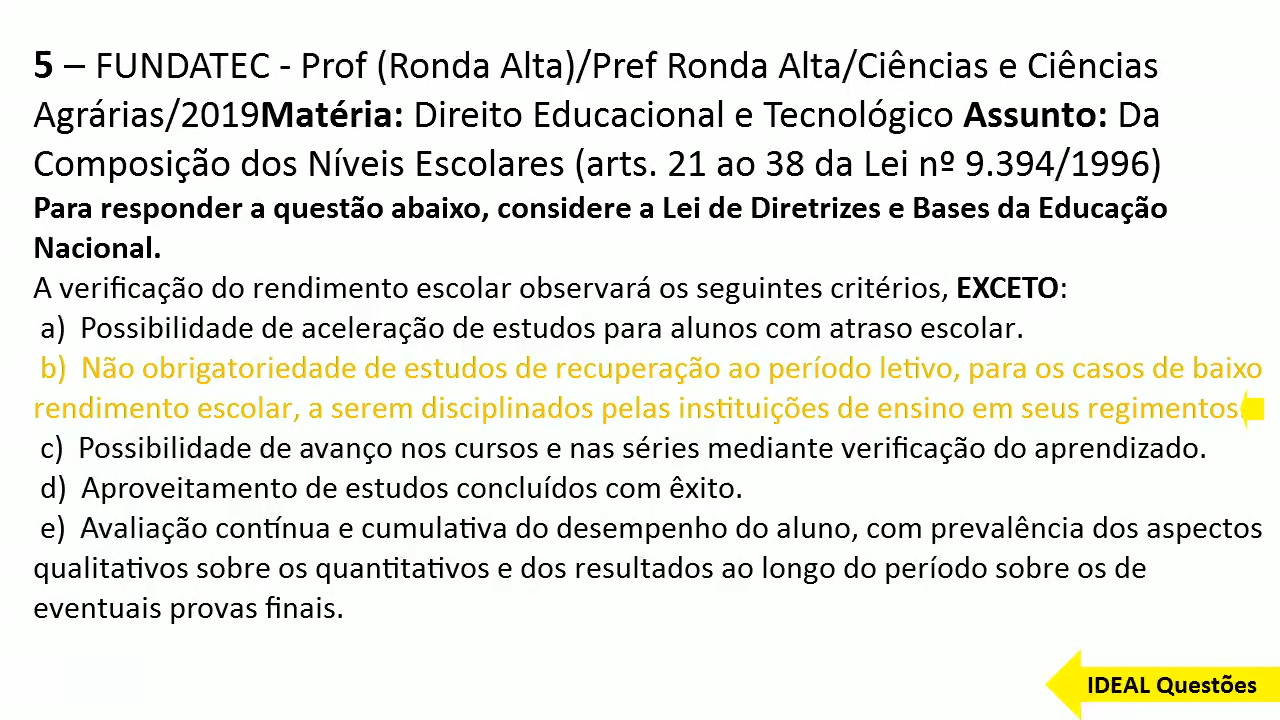 5 – FUNDATEC - Prof (Ronda Alta)/Pref Ronda Alta/Ciências e Ciências
Agrárias/2019Matéria: Direito Educacional e Tecnológico Assunto: Da
Composição dos Níveis Escolares (arts. 21 ao 38 da Lei nº 9.394/1996)
Para responder a questão abaixo, considere a Lei de Diretrizes e Bases da Educação
Nacional.
A verificação do rendimento escolar observará os seguintes critérios, EXCETO:
a) Possibilidade de aceleração de estudos para alunos com atraso escolar.
b) Não obrigatoriedade de estudos de recuperação ao período letivo, para os casos de baixo
rendimento escolar, a serem disciplinados pelas instituições de ensino em seus regimentos
c) Possibilidade de avanço nos cursos e nas séries mediante verificação do aprendizado.
d) Aproveitamento de estudos concluídos com êxito.
e) Avaliação contínua e cumulativa do desempenho do aluno, com prevalência dos aspectos
qualitativos sobre os quantitativos e dos resultados ao longo do período sobre os de
eventuais provas finais.
IDEAL Questões